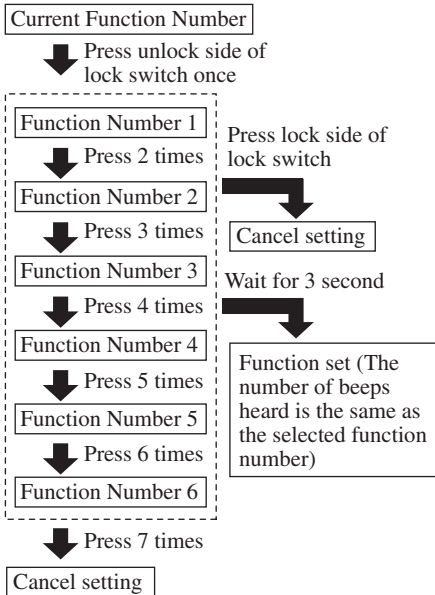 Current Function Number
Press unlock side of
lock switch once
Function Number 1
Press 2 times
Function Number 2
Press 3 times
Function Number 3
Press 4 times
Function Number 4
Press 5 times
Function Number 5
Press 6 times
Function Number 6
Press lock side of
lock switch
Cancel setting
Wait for 3 second
Function set (The
number of beeps
heard is the same as
the selected function
number)
Press 7 times
Cancel setting